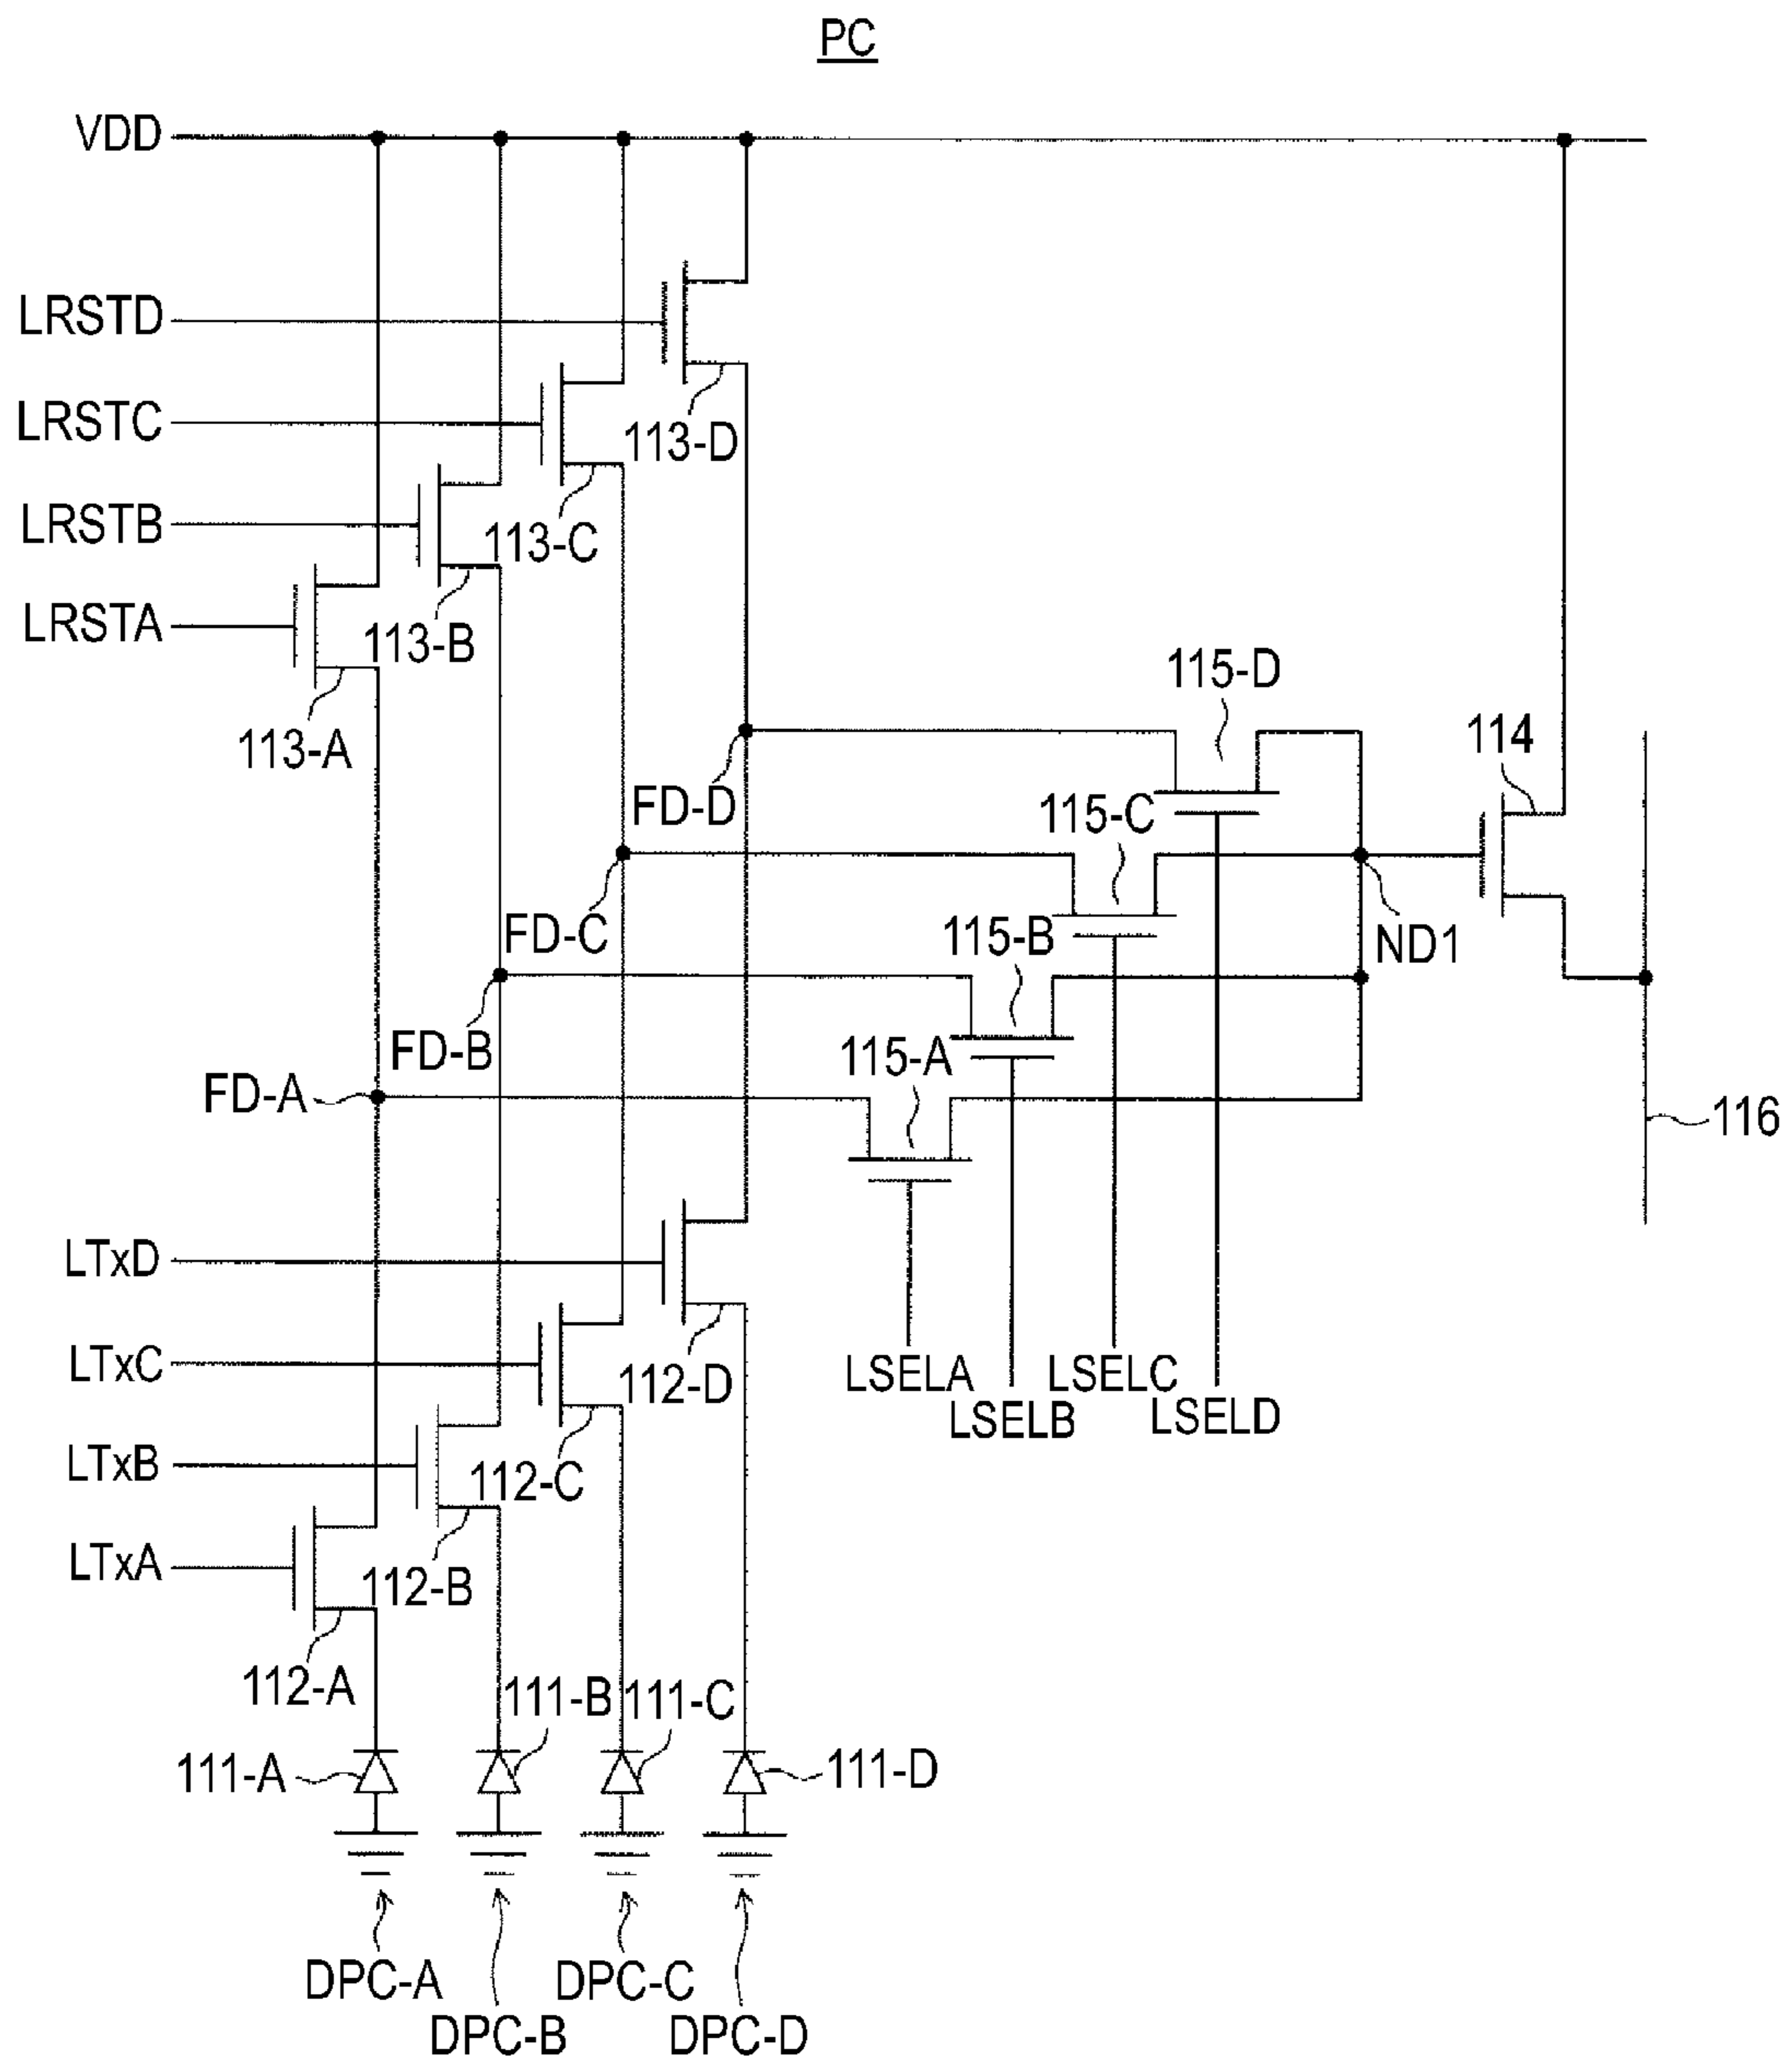 PC
VDD
LRSTD
LRSTC
113-D
LRSTB
113-C
LRSTA
113-B
115-D
113-A
114
FD-D
115-C
FD-C
115-B
ND1
FD-B
115-A
FD-A
116
LTxD
LTxC
112-D
LSELA
LSELC
LSELB
LSELD
LTxB
112-C
LTxA
112-B
112-A
111-B
111-C
111-A
111-D
DPC-A
DPC-C
DPC-B
DPC-D